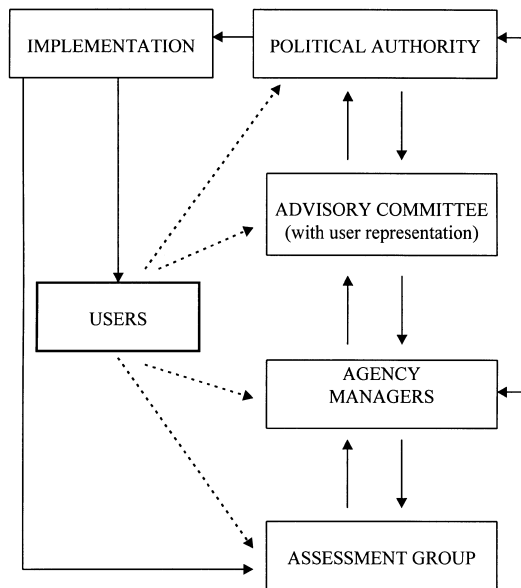 IMPLEMENTATION
POLITICAL AUTHORITY
ADVISORY COMMITTEE
(with user representation)
USERS
AGENCY
MANAGERS
ASSESSMENT GROUP